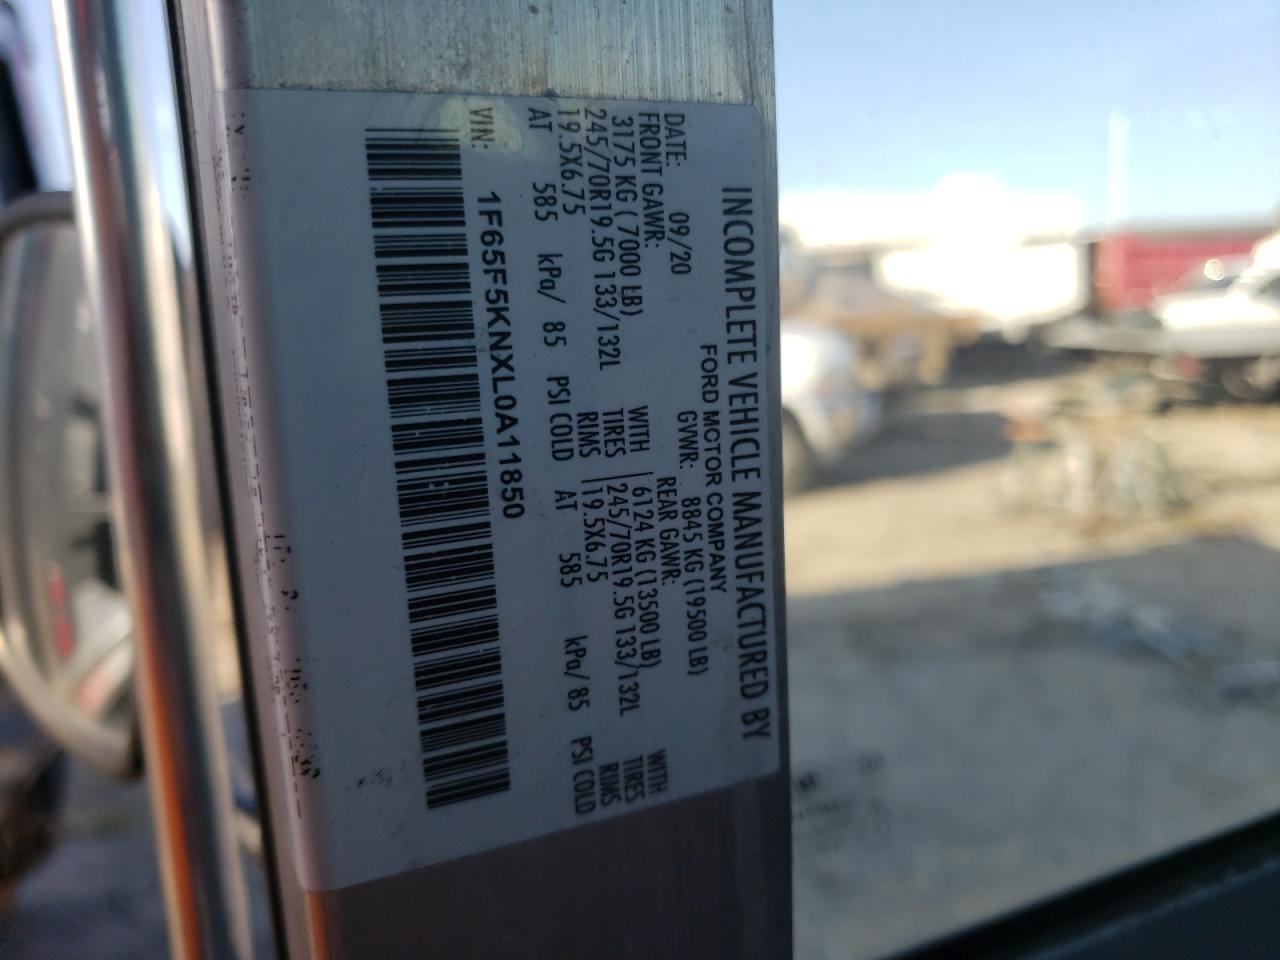 INCOMPLETE VEHICLE MANUFACTURED BY
FORD MOTOR COMPANY
DATE: 09/20 GVWR: 8845 KG (19500 LB)
FRONT GAWR: REAR GAWR:
3175 KG ( 7000 LB) WITH 6124 KG (13500 LB) WITH
245/70R19.5G 133/132L TIRES 245/70R19.5G 133/132L TIRES
19.5X6.75 RIMS 19.5X6.75 RIMS
AT 585 kPa/ 85 PSI COLD AT 585 kPa/ 85 PSI COLD
VIN: 1F65F5KNXL0A11850